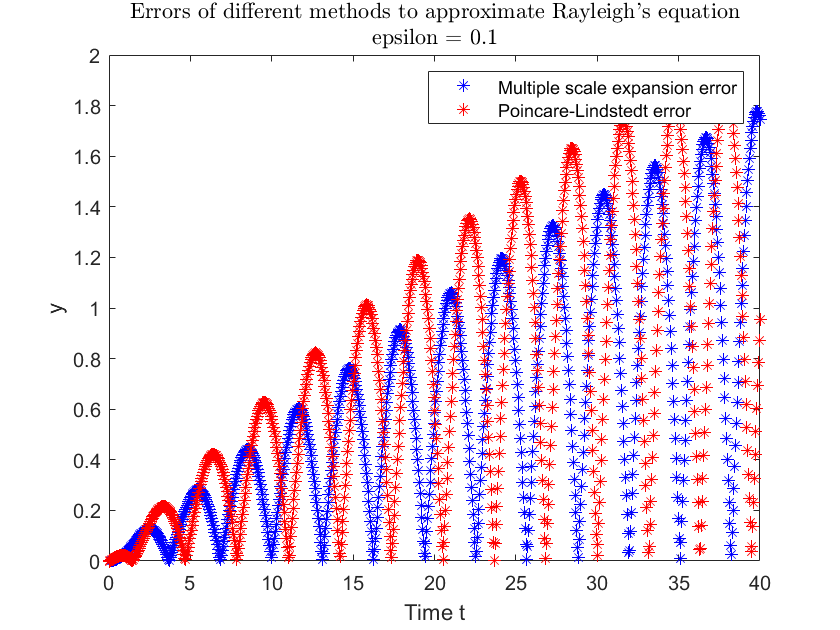 Errors of different methods to approximate Rayleigh's equation
epsilon = 0.1
2
1.8
1.6
1.4
1.2
1
0.8
0.6
0.4
0.2
0
y
Multiple scale expansion error
Poincare-Lindstedt error
0 5 10 15 20 25 30 35 40
Time t